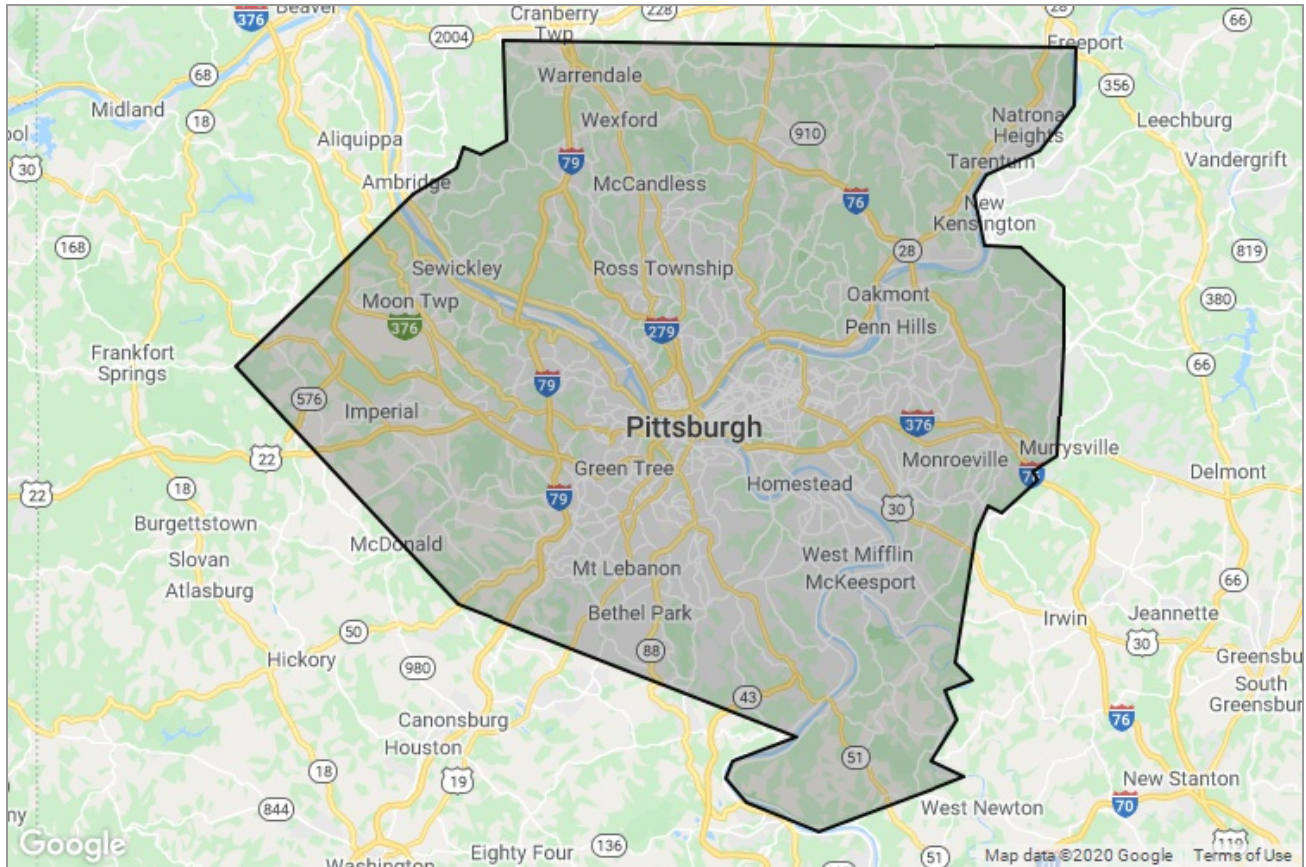 Beaver
376
Cranberry
Twp
228
28
66
2004
Freeport
68
Warrendale
356
Midland
18
Wexford
910
Natrona
Heights
Leechburg
ool
30
Aliquippa
79
Tarentum
Vandergrift
Ambridge
McCandless
76
New
Kensington
168
28
819
Sewickley
Ross Township
Moon Twp
376
Oakmont
380
279
Penn Hills
Frankfort
Springs
66
79
576
Imperial
Pittsburgh
376
22
Green Tree
Monroeville
Murrysville
Delmont
22
18
79
Homestead
76
30
Burgettstown
McDonald
West Mifflin
Slovan
Mt Lebanon
McKeesport
66
Atlasburg
Bethel Park
Irwin
Jeannette
50
88
30
Hickory
980
Greensbu
43
South
Greensbur
Canonsburg
76
Houston
51
18
19
New Stanton
844
West Newton
70
ny
Google
Eighty Four
136
51
119
Washington
Map data ©2020 Google
Terms of Use